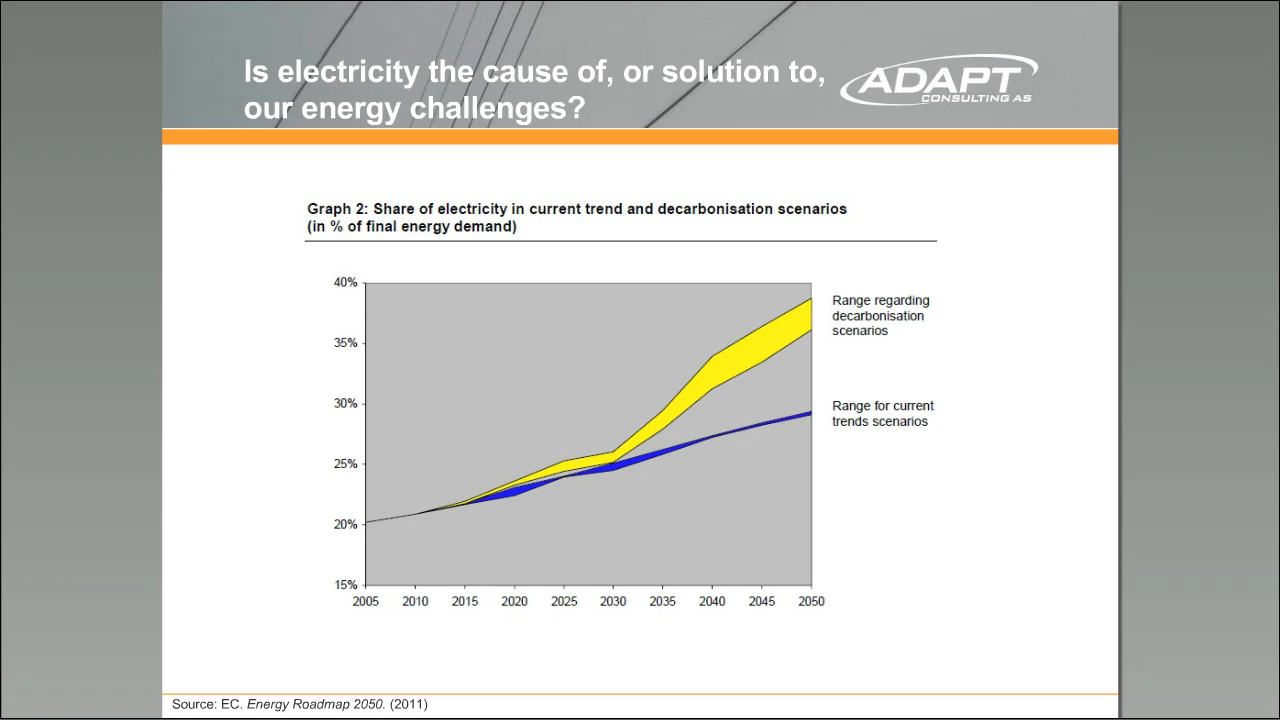 Is electricity the cause of, or solution to,
our energy challenges?
ADAPT
CONSULTING AS
Graph 2: Share of electricity in current trend and decarbonisation scenarios
(in % of final energy demand)
40%
35%
30%
25%
20%
15%
2005 2010 2015 2020 2025 2030 2035 2040 2045 2050
Range regarding
decarbonisation
scenarios
Range for current
trends scenarios
Source: EC. Energy Roadmap 2050. (2011)